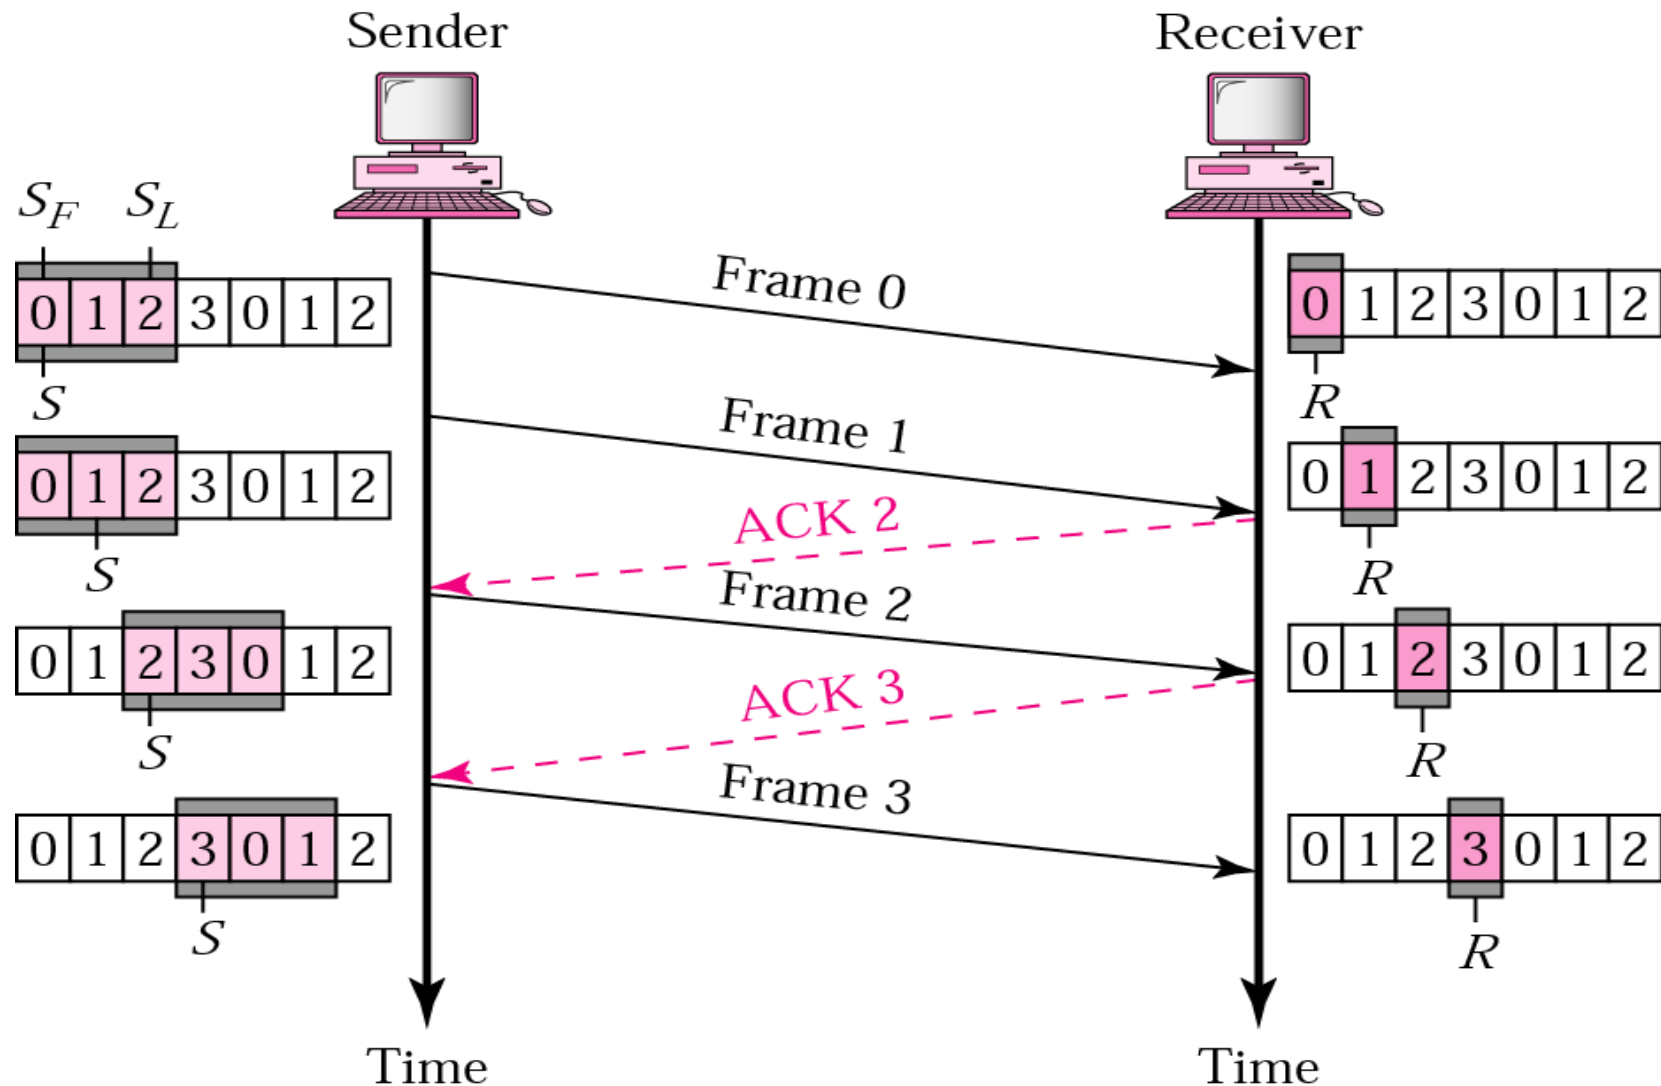 Sender Receiver
S_F S_L
Frame 0
0 1 2 3 0 1 2
0 1 2 3 0 1 2
S
R
Frame 1
0 1 2 3 0 1 2
0 1 2 3 0 1 2
ACK 2
S
R
Frame 2
0 1 2 3 0 1 2
0 1 2 3 0 1 2
ACK 3
S
R
Frame 3
0 1 2 3 0 1 2
0 1 2 3 0 1 2
S
R
Time Time